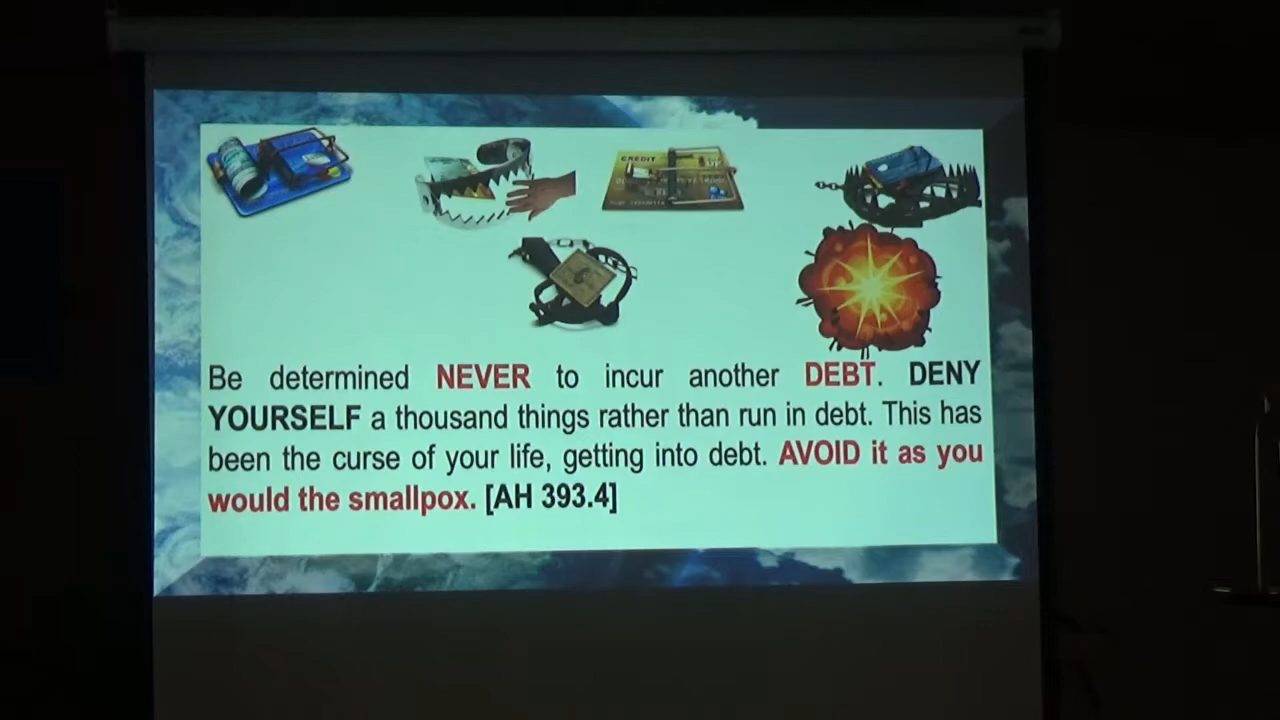 CREDIT
Be determined NEVER to incur another DEBT. DENY
YOURSELF a thousand things rather than run in debt. This has
been the curse of your life, getting into debt. AVOID it as you
would the smallpox. [AH 393.4]